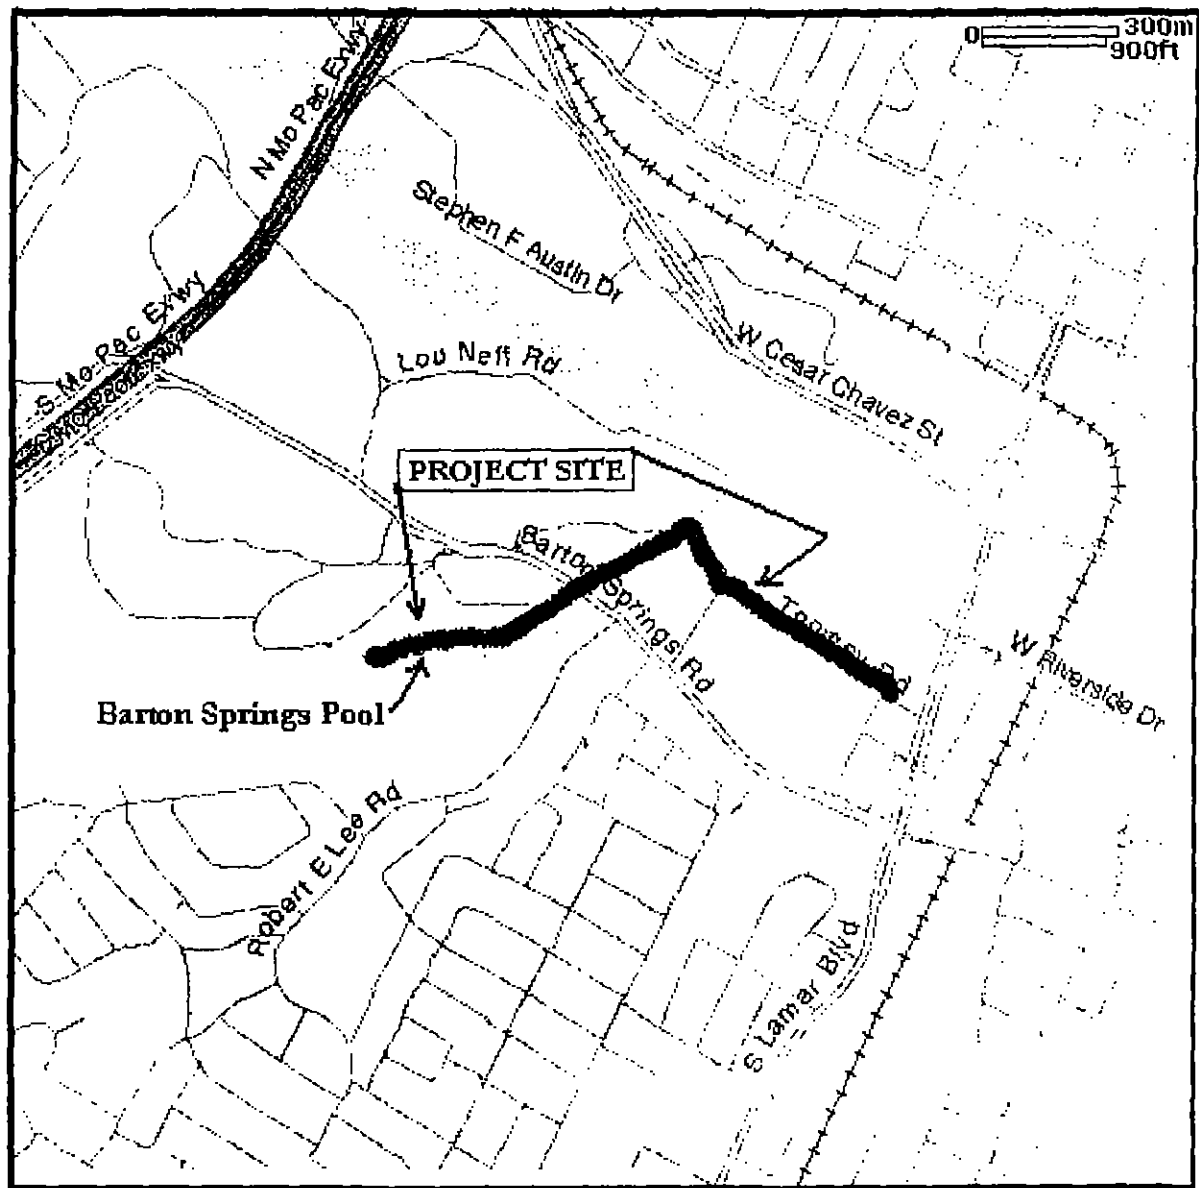 0 300m
900ft
N Mo Pac Exwy
Stephen F Austin Dr
S Mo Pac Exwy
Lou Neff Rd
W Cesar Chavez St
PROJECT SITE
Barton Springs Rd
Rd
W Riverside Dr
Barton Springs Pool
Robert E Lee Rd
S Lamar Blvd